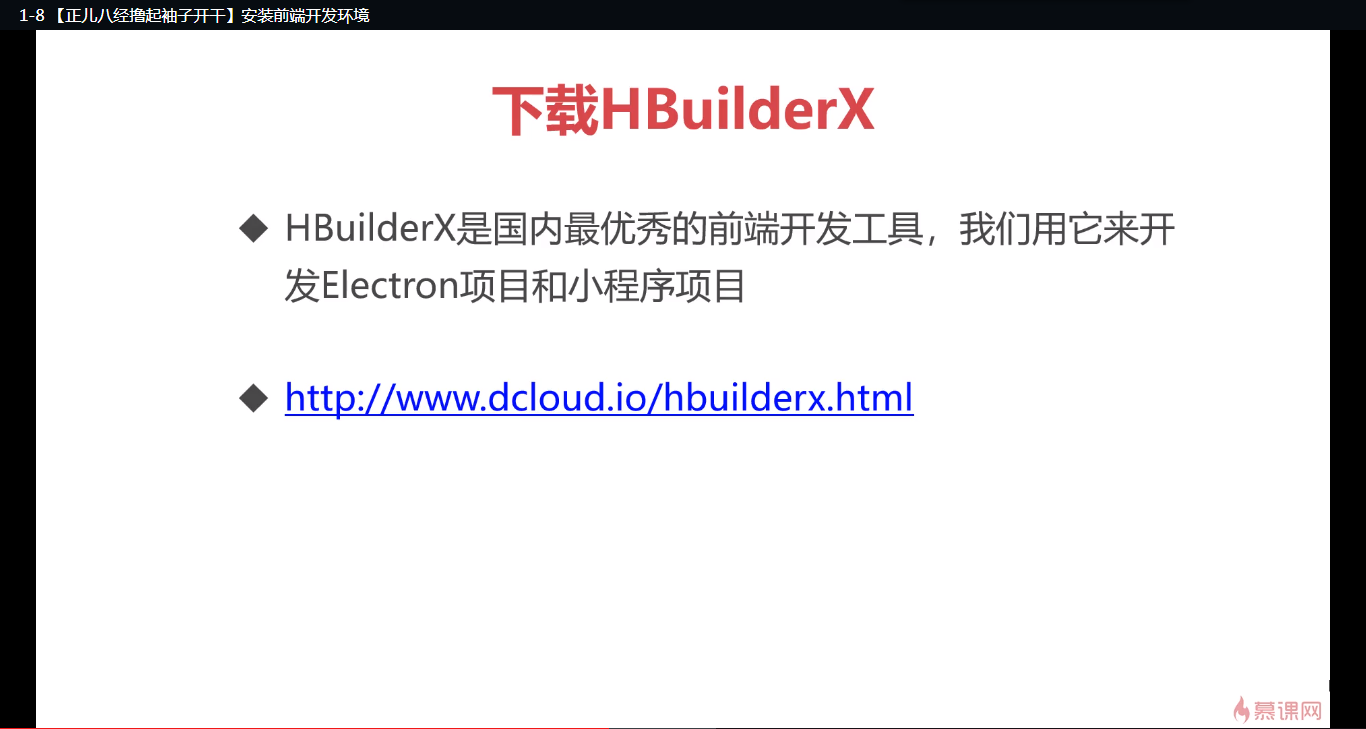 1-8 【正儿八经撸起袖子开干】安装前端开发环境
下载HBuilderX
◆ HBuilderX是国内最优秀的前端开发工具，我们用它来开
发Electron项目和小程序项目
◆ http://www.dcloud.io/hbuilderx.html
慕课网